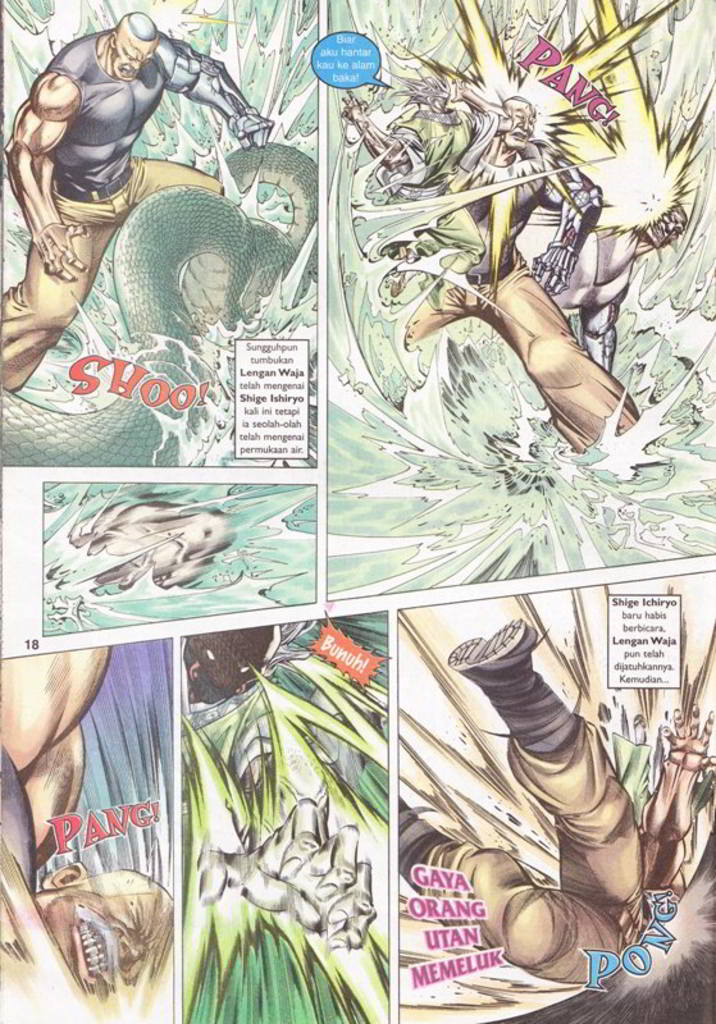 SHOO!
Sungguhpun
tumbukan
Lengan Waja
telah mengenai
Shige Ishiryo
kali ini tetapi
ia seolah-olah
telah mengenai
permukaan air.
Biar
aku hantar
kau ke alam
baka!
PANG!
18
PANG!
Bunuh!
Shige Ichiryo
baru habis
berbicara,
Lengan Waja
pun telah
dijatuhkannya.
Kemudian...
GAYA
ORANG
UTAN
MEMELUK
PONG!